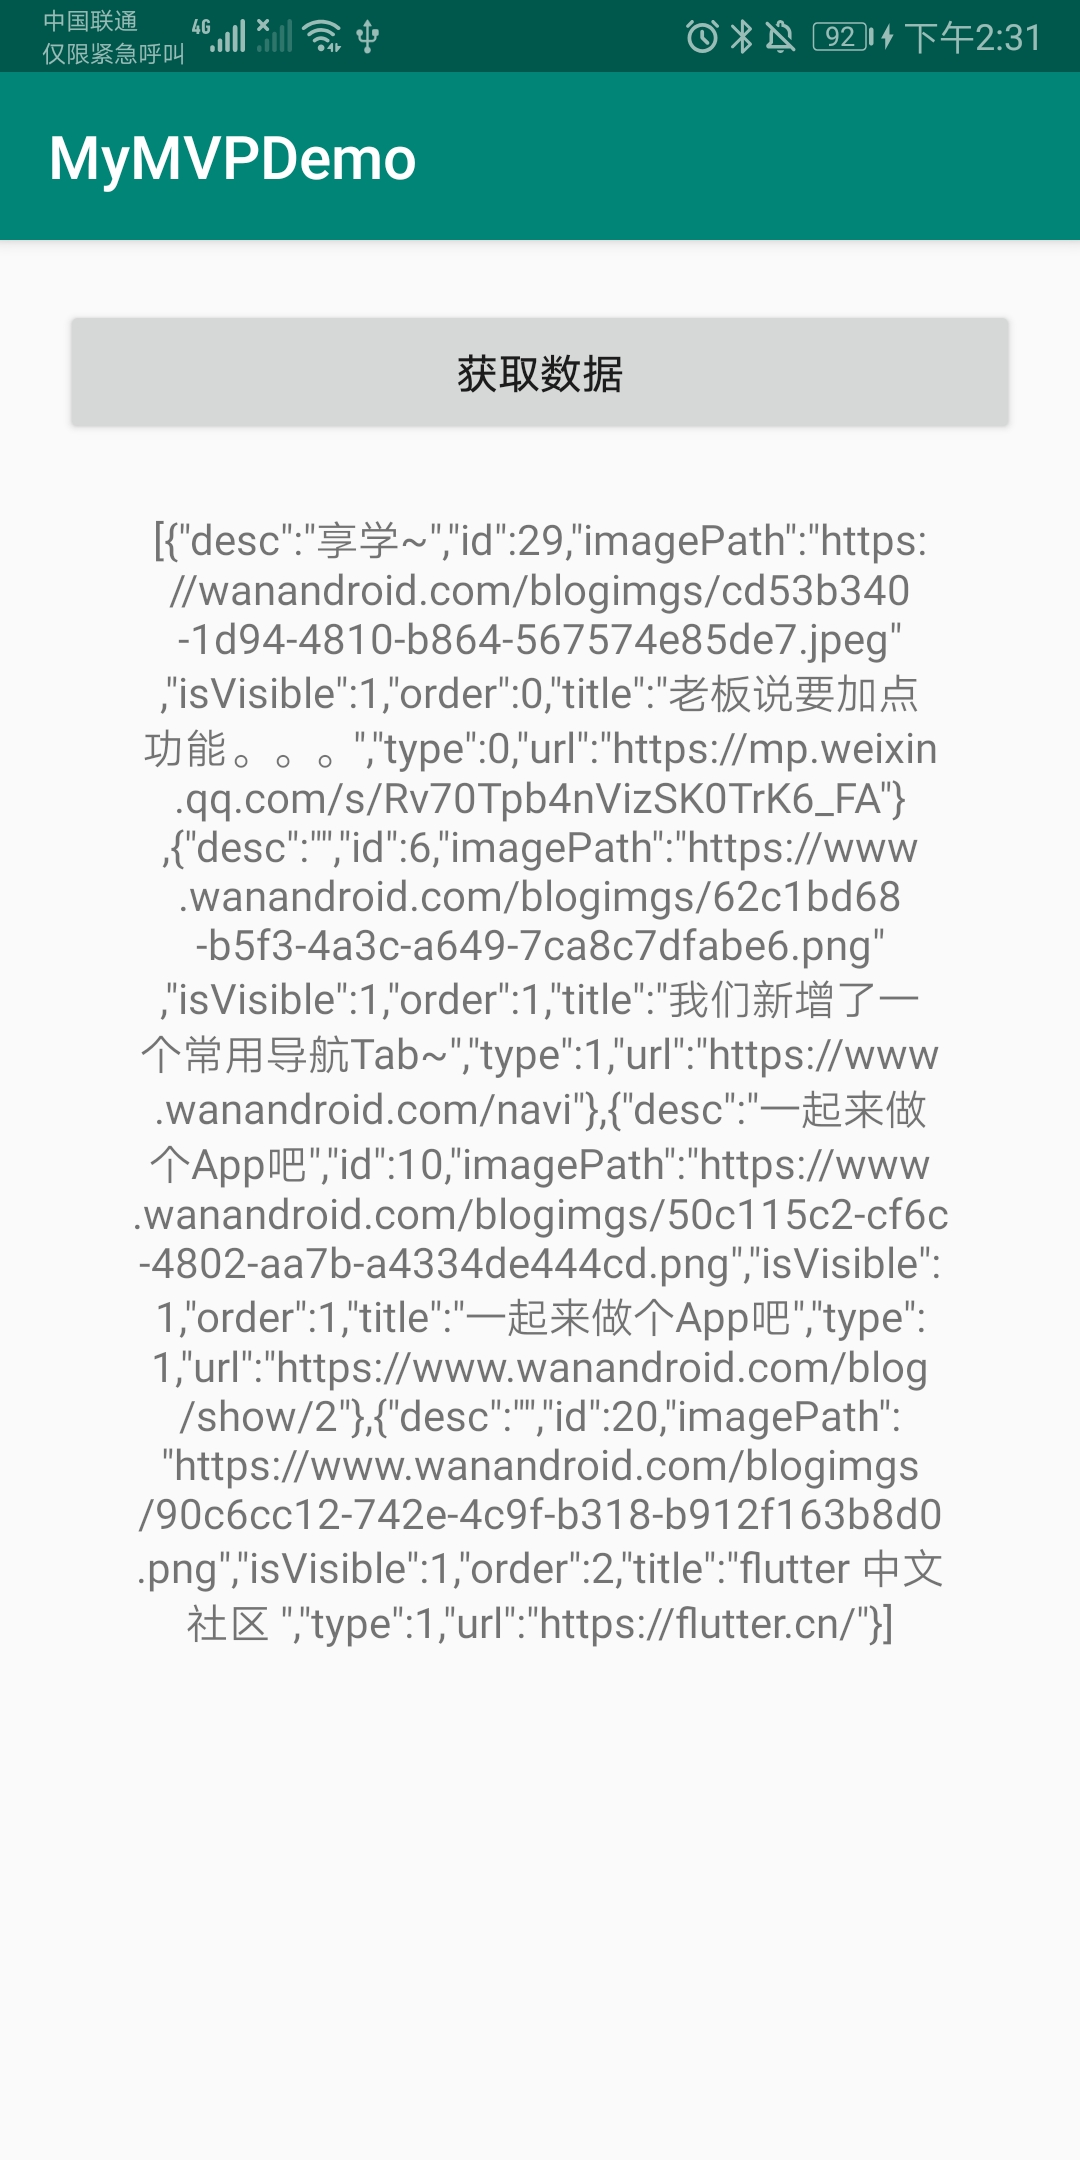 中国联通
仅限紧急呼叫
4G
92
下午2:31
MyMVPDemo
获取数据
[{"desc":"享学~","id":29,"imagePath":"https:
//wanandroid.com/blogimgs/cd53b340
-1d94-4810-b864-567574e85de7.jpeg"
,"isVisible":1,"order":0,"title":"老板说要加点
功能。。。","type":0,"url":"https://mp.weixin
.qq.com/s/Rv70Tpb4nVizSK0TrK6_FA"}
,{"desc":"","id":6,"imagePath":"https://www
.wanandroid.com/blogimgs/62c1bd68
-b5f3-4a3c-a649-7ca8c7dfabe6.png"
,"isVisible":1,"order":1,"title":"我们新增了一
个常用导航Tab~","type":1,"url":"https://www
.wanandroid.com/navi"},{"desc":"一起来做
个App吧","id":10,"imagePath":"https://www
.wanandroid.com/blogimgs/50c115c2-cf6c
-4802-aa7b-a4334de444cd.png","isVisible":
1,"order":1,"title":"一起来做个App吧","type":
1,"url":"https://www.wanandroid.com/blog
/show/2"},{"desc":"","id":20,"imagePath":
"https://www.wanandroid.com/blogimgs
/90c6cc12-742e-4c9f-b318-b912f163b8d0
.png","isVisible":1,"order":2,"title":"flutter 中文
社区 ","type":1,"url":"https://flutter.cn/"}]